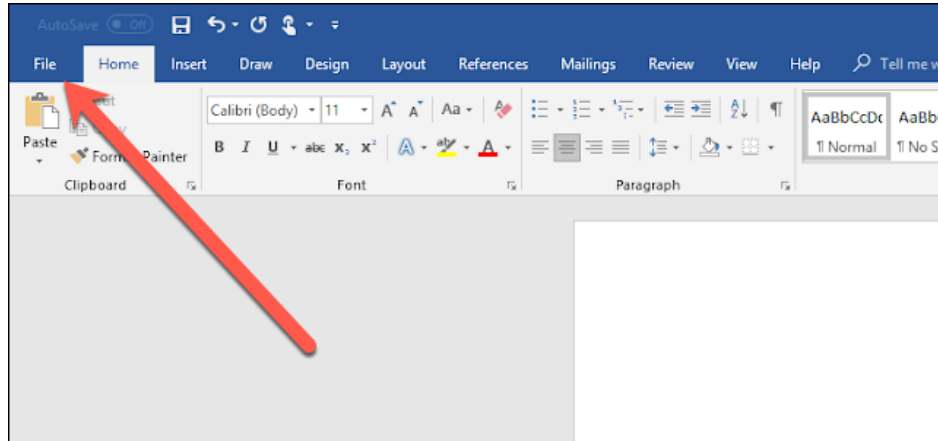 AutoSave Off
File Home Insert Draw Design Layout References Mailings Review View Help Tell me
Calibri (Body) 11 Aa
Paste
Painter
B I U abc X₂ X² A aby A
AaBbCcDc AaBb
¶ Normal ¶ No S
Clipboard Font Paragraph